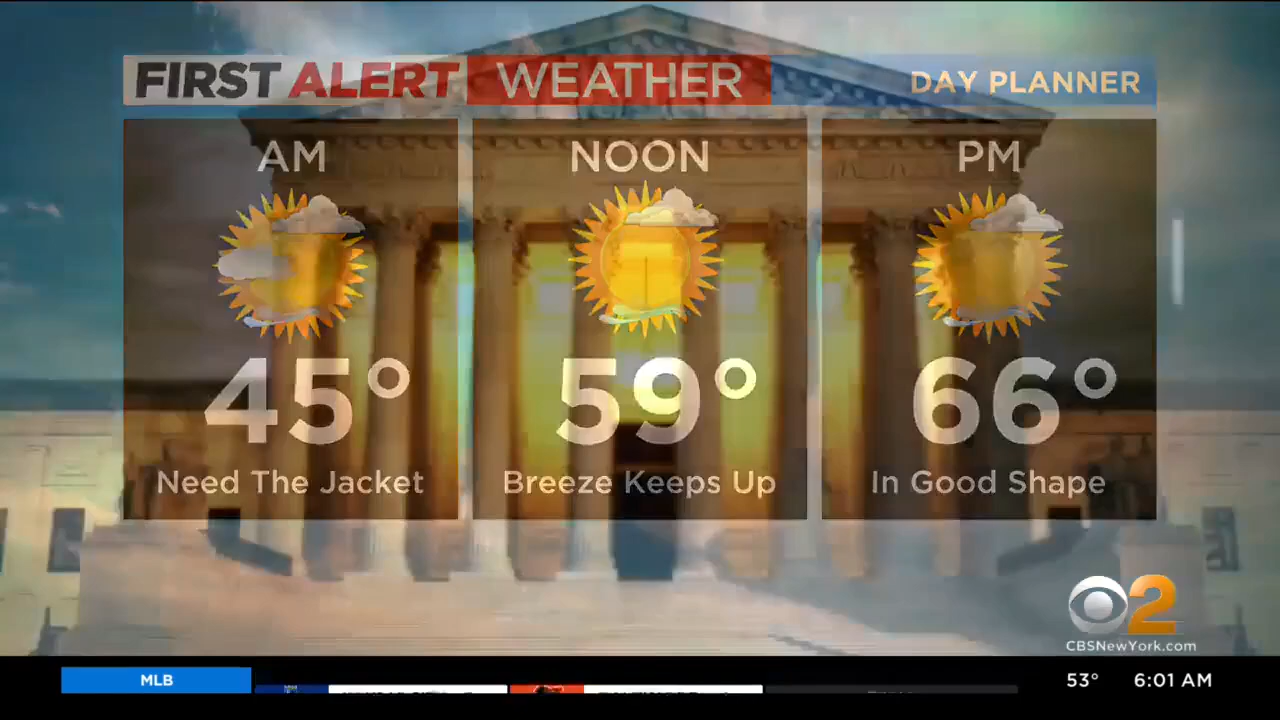 FIRST ALERT WEATHER DAY PLANNER
AM NOON PM
45° 59° 66°
Need The Jacket Breeze Keeps Up In Good Shape
2
CBSNewYork.com
MLB 53° 6:01 AM